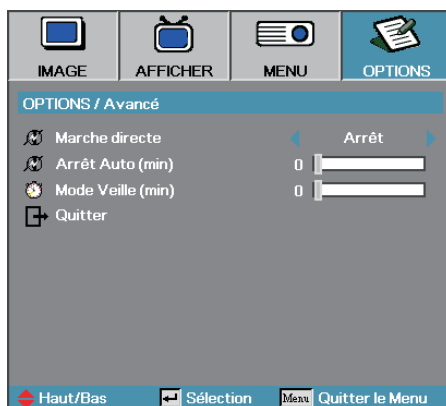 IMAGE AFFICHER MENU OPTIONS
OPTIONS / Avancé
Marche directe Arrêt
Arrêt Auto (min) 0
Mode Veille (min) 0
Quitter
Haut/Bas Sélection Menu Quitter le Menu